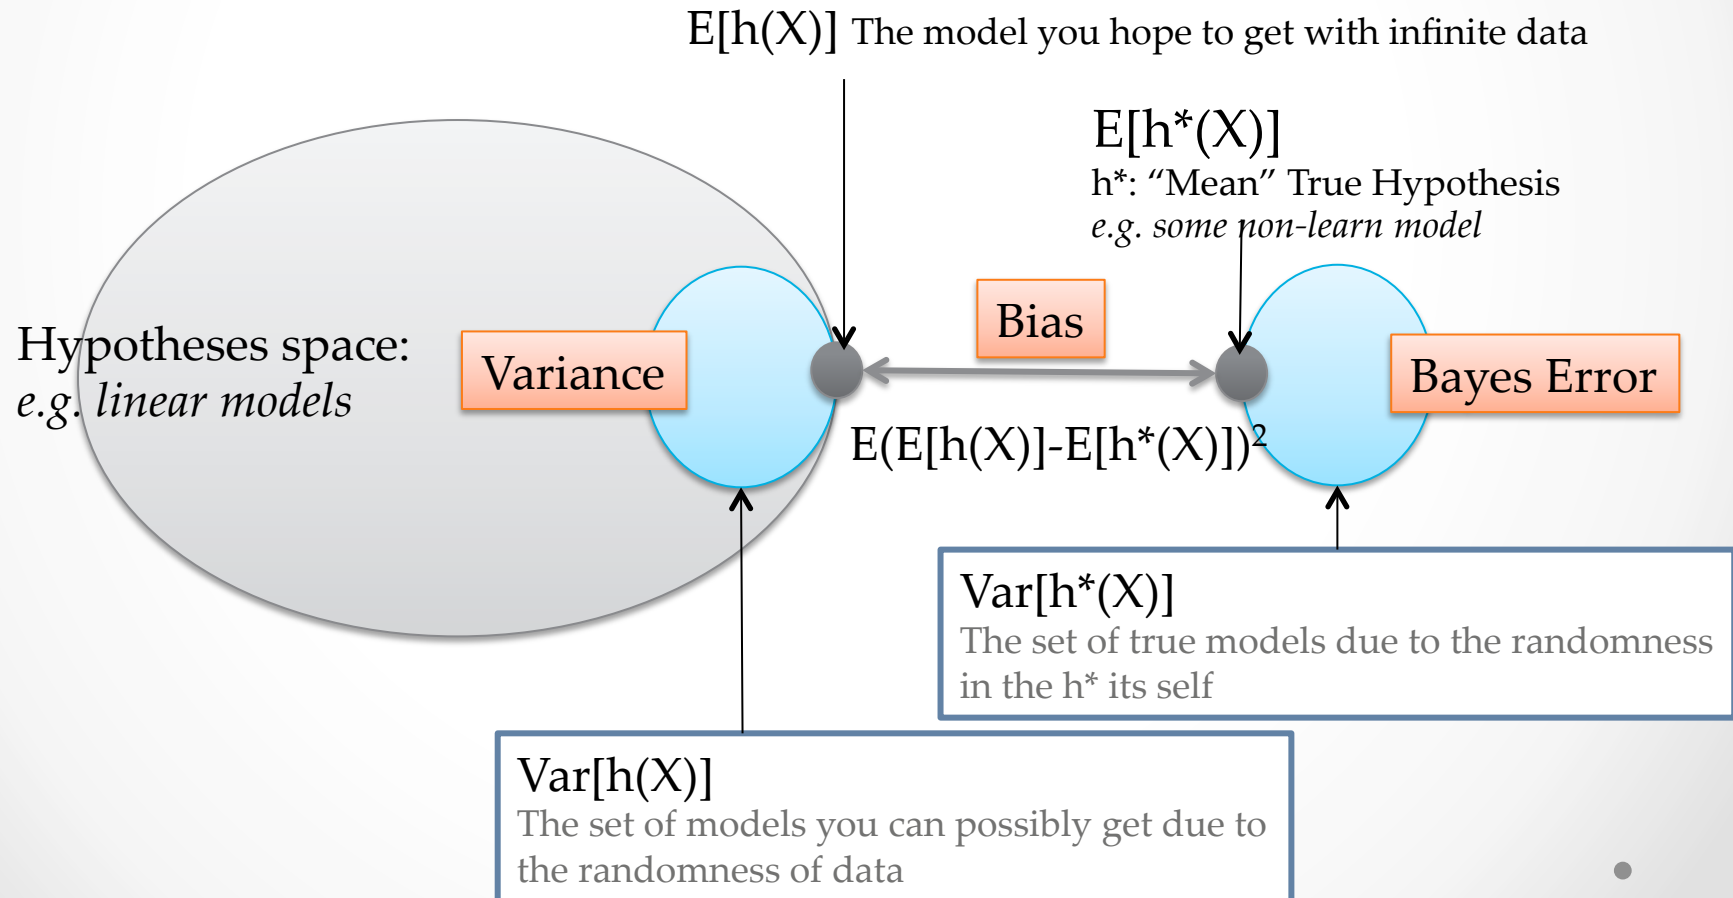 E[h(X)] The model you hope to get with infinite data
E[h*(X)]
h*: “Mean” True Hypothesis
e.g. some non-learn model
Hypotheses space:
e.g. linear models
Variance
Bias
Bayes Error
E(E[h(X)]-E[h*(X)])²
Var[h*(X)]
The set of true models due to the randomness
in the h* its self
Var[h(X)]
The set of models you can possibly get due to
the randomness of data